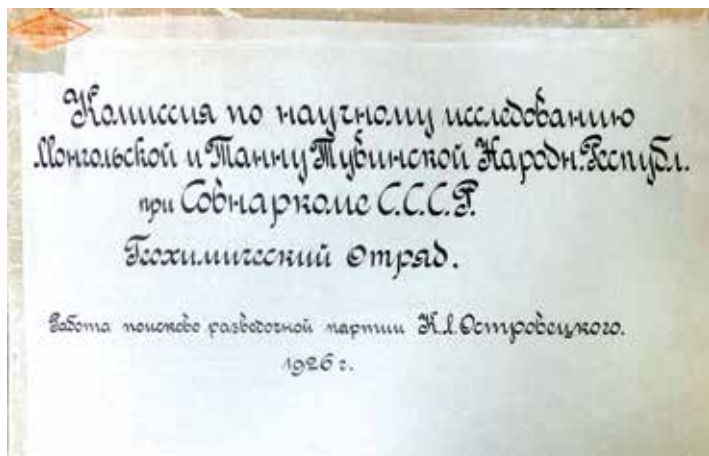 Комиссия по научному исследованию
Монгольской и Танну Тувинской Народн. Республ.
при Совнаркоме С.С.С.Р.
Геохимический Отряд.
Работа поисково разведочной партии Островецкого.
1926 г.